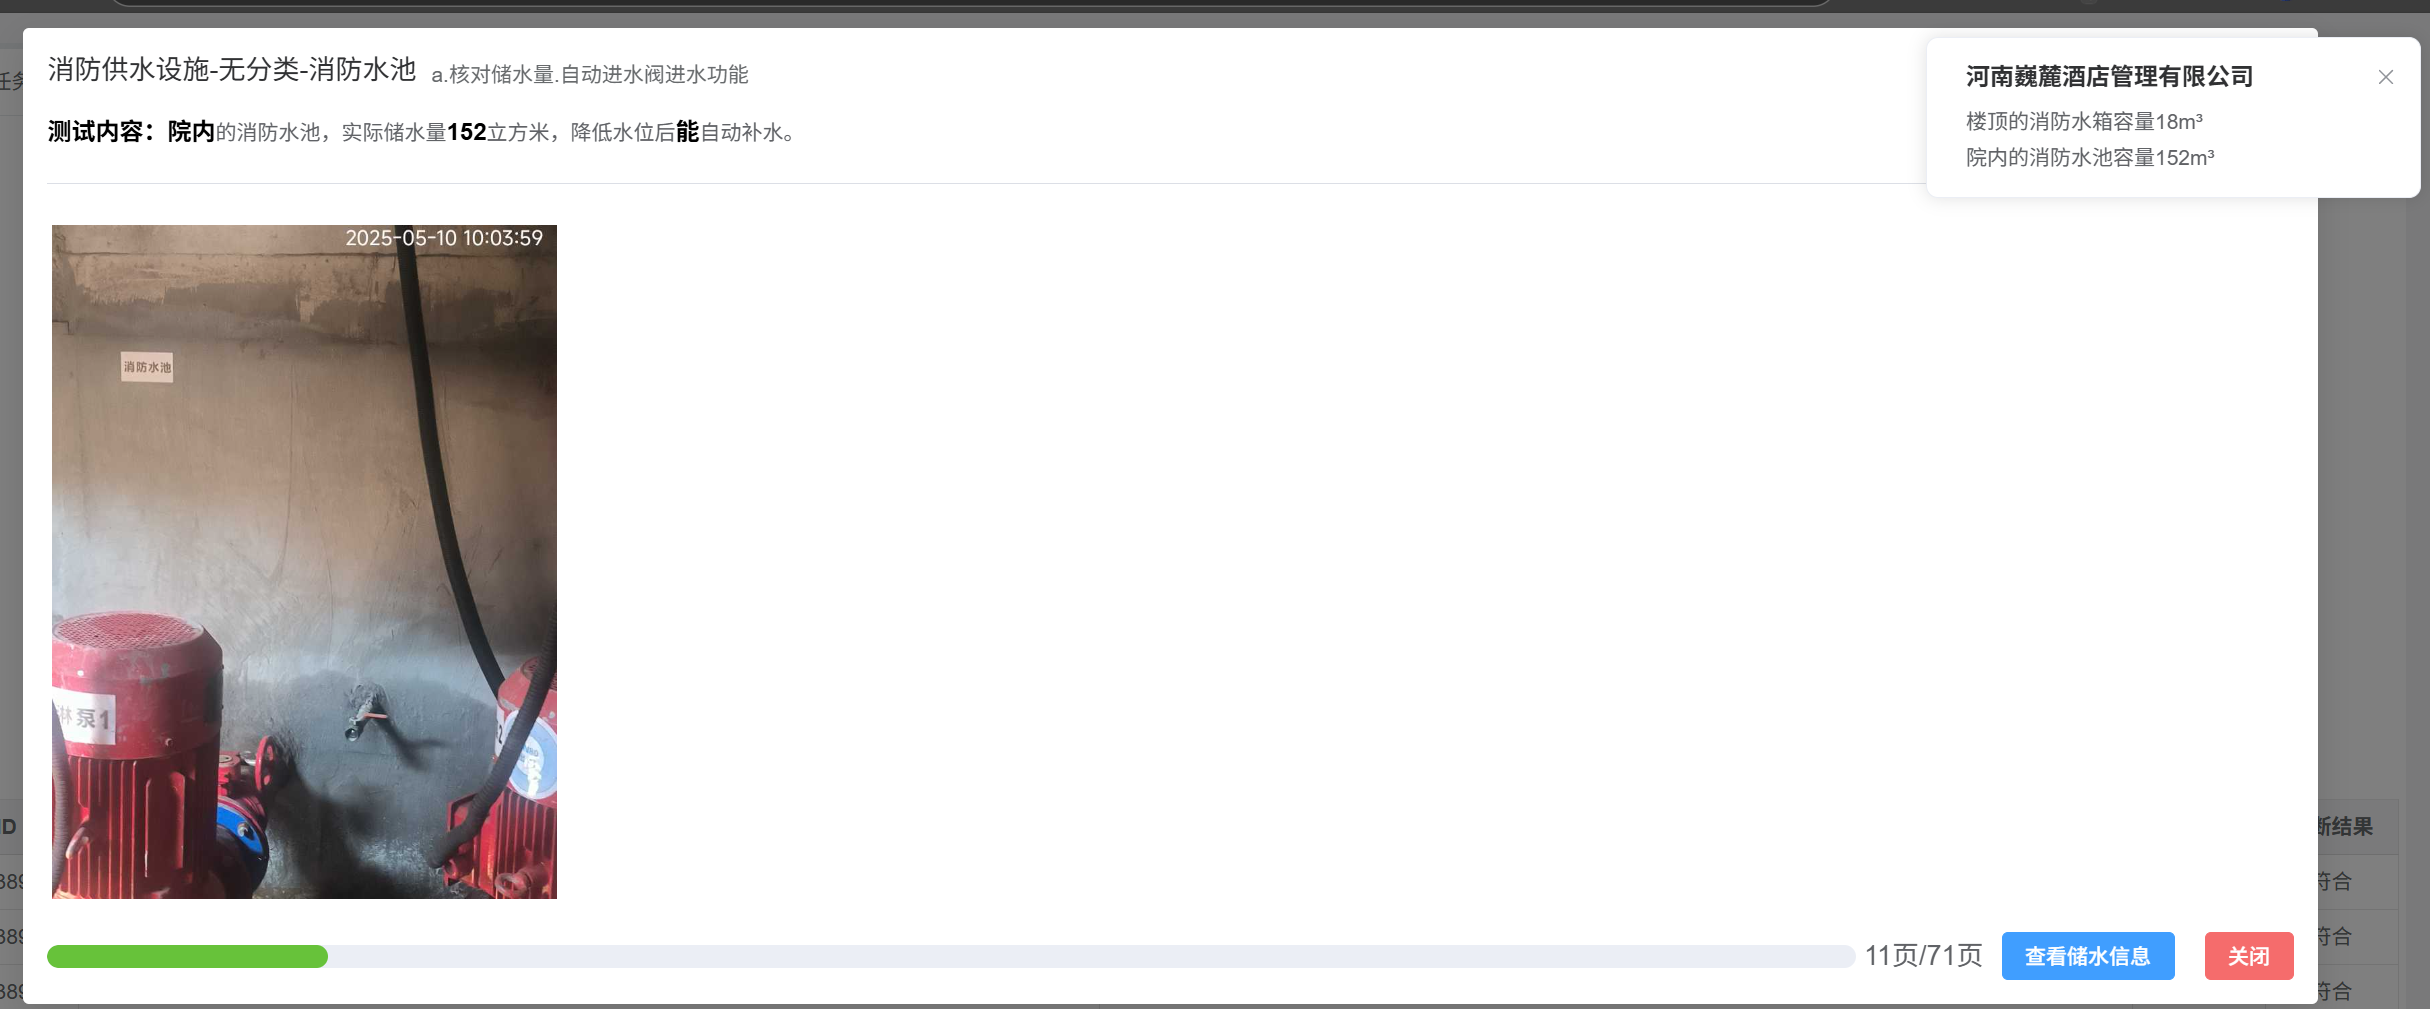 任务
消防供水设施-无分类-消防水池 a.核对储水量.自动进水阀进水功能
测试内容：院内的消防水池，实际储水量152立方米，降低水位后能自动补水。
河南巍麓酒店管理有限公司
楼顶的消防水箱容量18m³
院内的消防水池容量152m³
2025-05-10 10:03:59
消防水池
淋泵1
2
ID
断结果
389
符合
389
符合
389
符合
11页/71页
查看储水信息
关闭